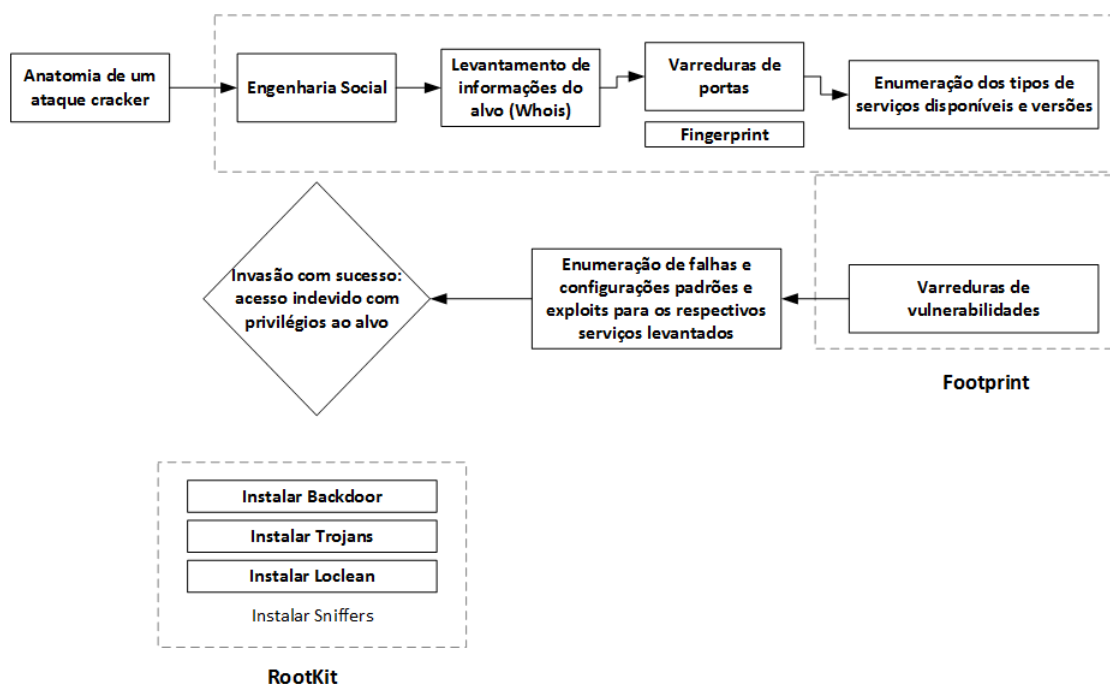 Anatomia de um
ataque cracker
Engenharia Social
Levantamento de
informações do
alvo (Whois)
Varreduras de
portas
Fingerprint
Enumeração dos tipos de
serviços disponíveis e versões
Invasão com sucesso:
acesso indevido com
privilégios ao alvo
Enumeração de falhas e
configurações padrões e
exploits para os respectivos
serviços levantados
Varreduras de
vulnerabilidades
Footprint
Instalar Backdoor
Instalar Trojans
Instalar Loclean
Instalar Sniffers
RootKit